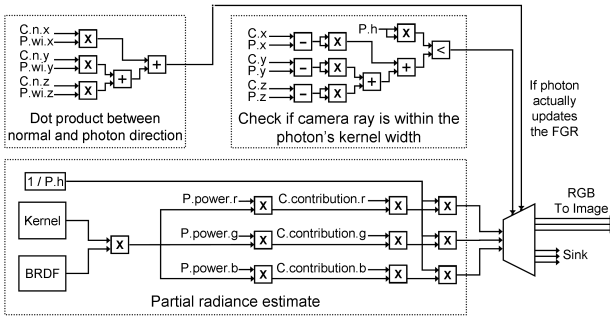 C.n.x
P.wi.x
X
C.n.y
P.wi.y
X
+
+
C.n.z
P.wi.z
X
Dot product between
normal and photon direction
C.x
P.x
−
X
P.h
X
<
C.y
P.y
−
X
+
+
C.z
P.z
−
X
Check if camera ray is within the
photon's kernel width
If photon
actually
updates
the FGR
1 / P.h
Kernel
BRDF
X
P.power.r
X
C.contribution.r
X
X
P.power.g
X
C.contribution.g
X
X
P.power.b
X
C.contribution.b
X
X
Partial radiance estimate
RGB
To Image
Sink